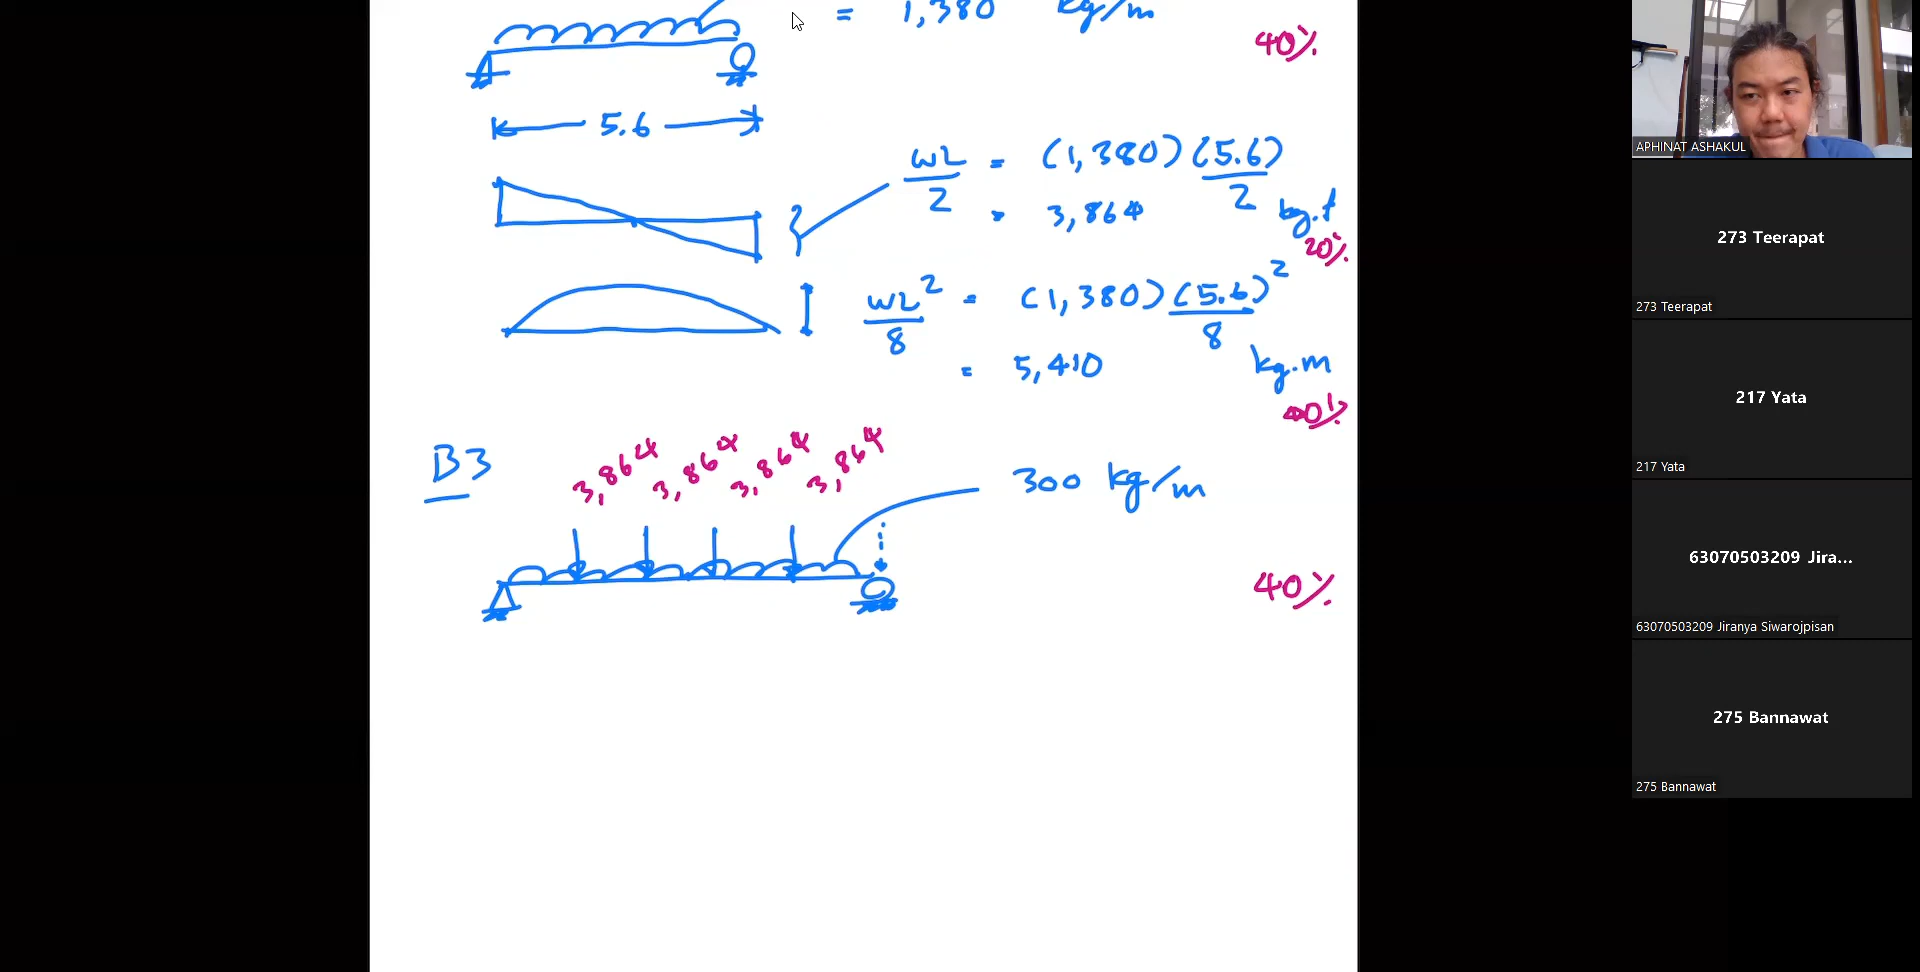 = 1,380 kg/m
40%
5.6
wL/2 = (1,380)(5.6)/2
= 3,864 kg.f
20%
wL²/8 = (1,380)(5.6)²/8
= 5,410 kg.m
40%
B3
3,864 3,864 3,864 3,864
300 kg/m
40%
APHINAT ASHAKUL
273 Teerapat
273 Teerapat
217 Yata
217 Yata
63070503209 Jira...
63070503209 Jiranya Siwarojpisan
275 Bannawat
275 Bannawat